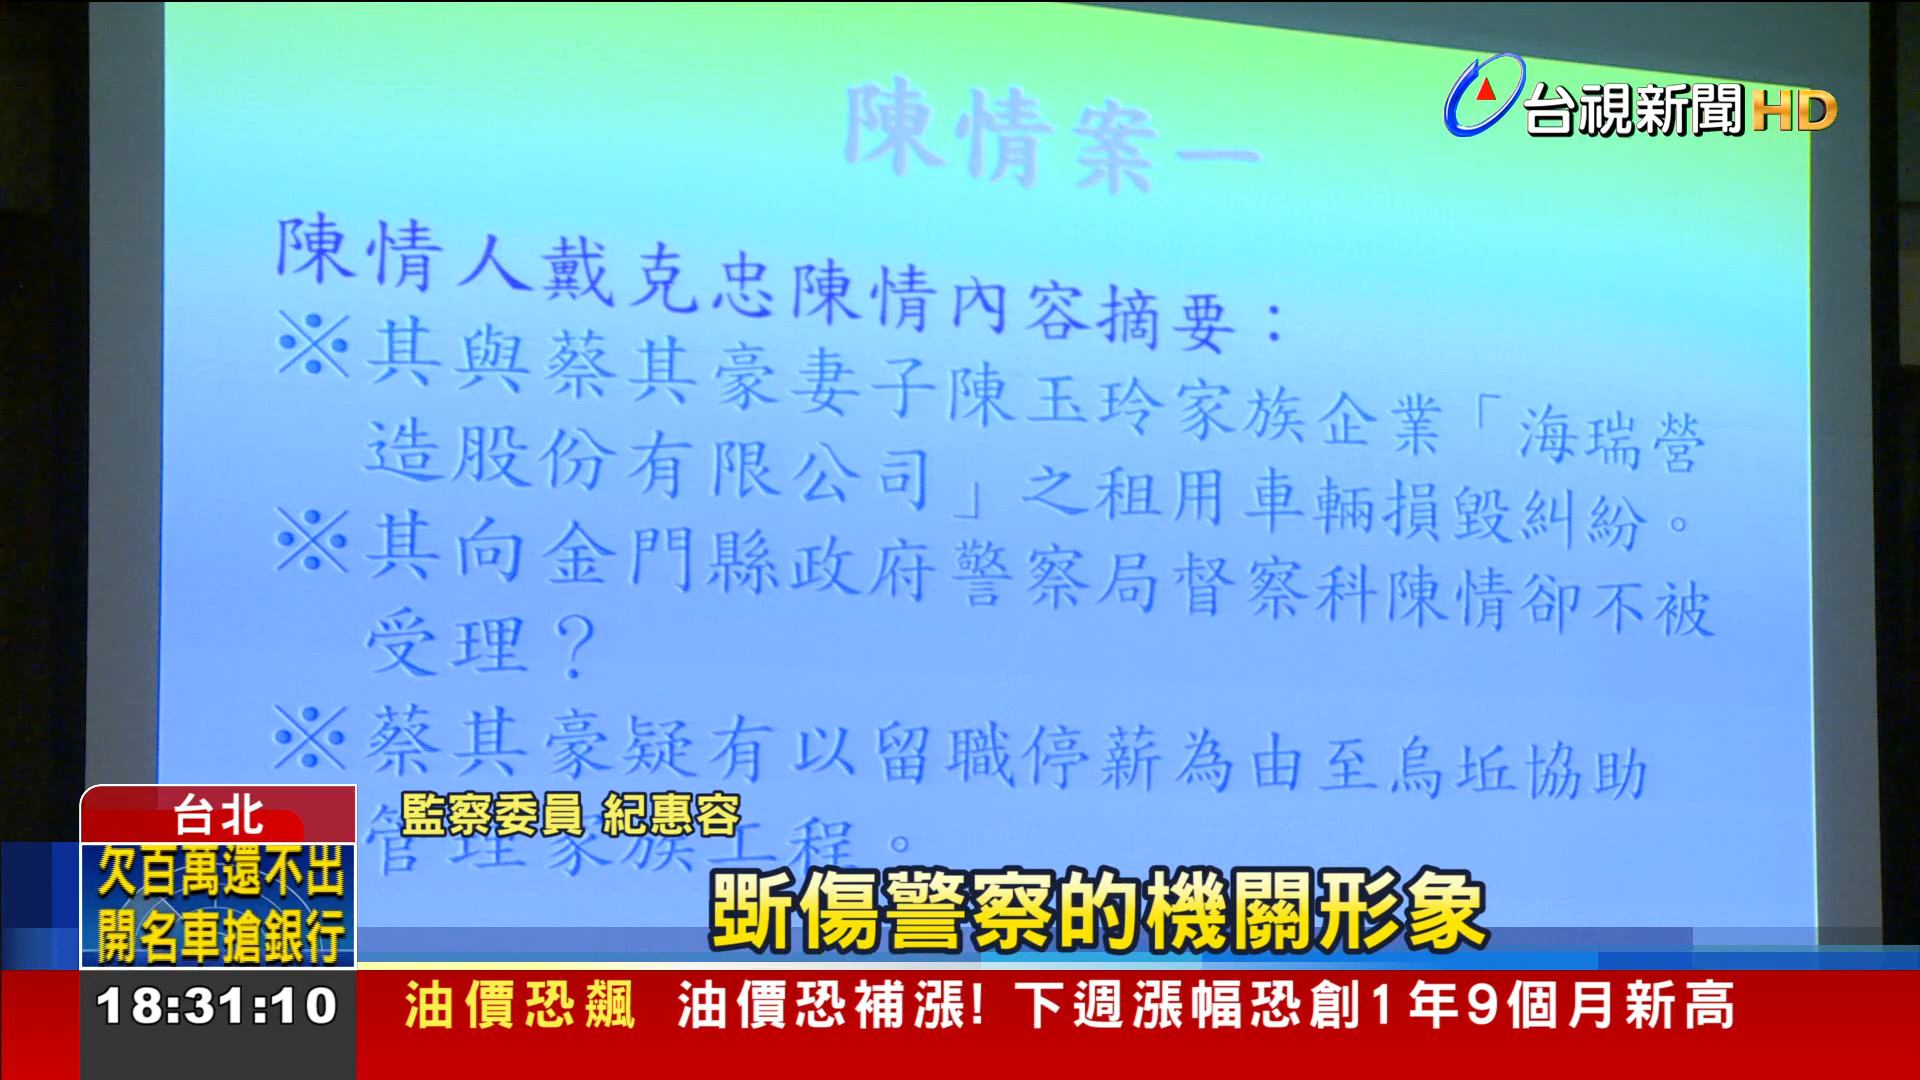 陳情案一
台視新聞HD
陳情人戴克忠陳情內容摘要：
※其與蔡其豪妻子陳玉玲家族企業「海瑞營
造股份有限公司」之租用車輛損毀糾紛。
※其向金門縣政府警察局督察科陳情卻不被
受理？
※蔡其豪疑有以留職停薪為由至烏坵協助
管理家族工程。
監察委員 紀惠容
台北
斲傷警察的機關形象
欠百萬還不出
開名車搶銀行
18:31:10
油價恐飆 油價恐補漲! 下週漲幅恐創1年9個月新高